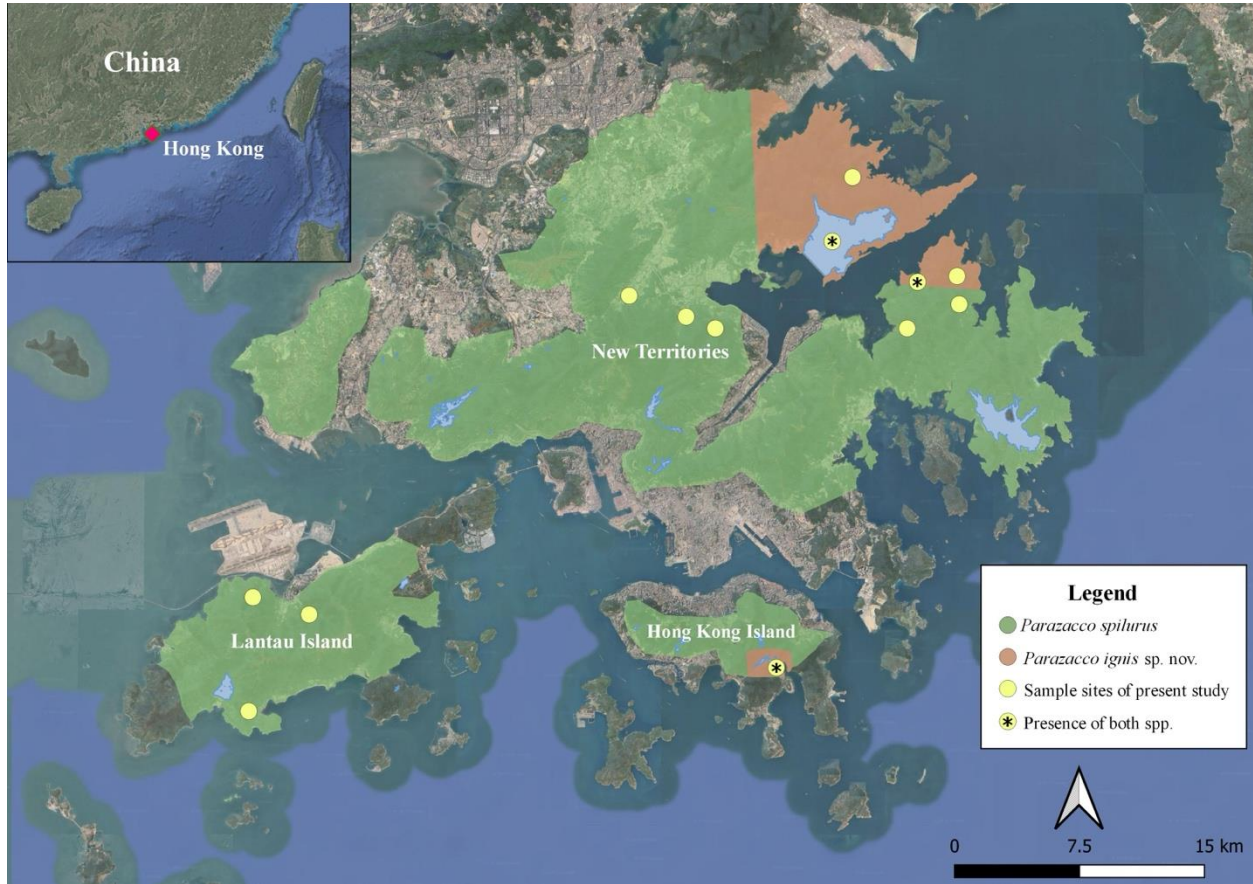 China
Hong Kong
New Territories
Lantau Island
Hong Kong Island
Legend
Parazacco spilurus
Parazacco ignis sp. nov.
Sample sites of present study
* Presence of both spp.
0 7.5 15 km